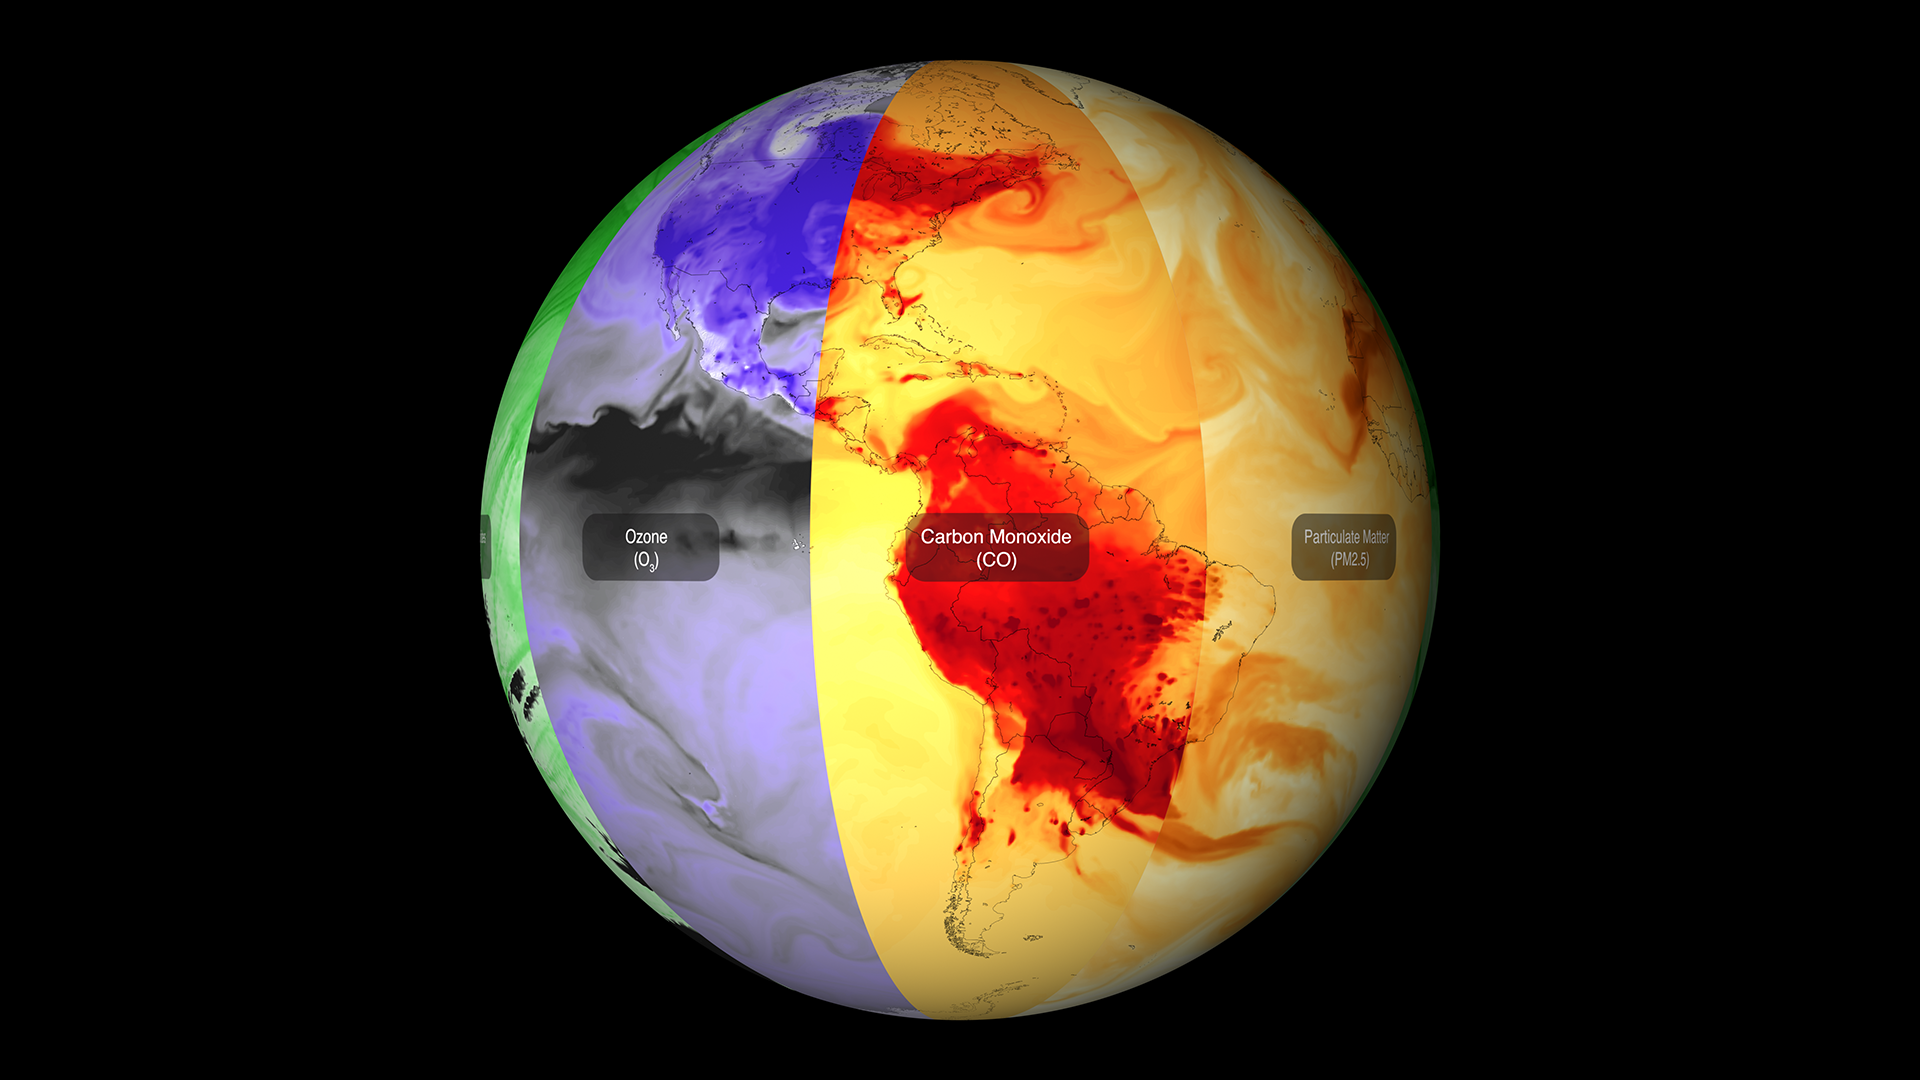 Ozone
(O₃)
Carbon Monoxide
(CO)
Particulate Matter
(PM2.5)